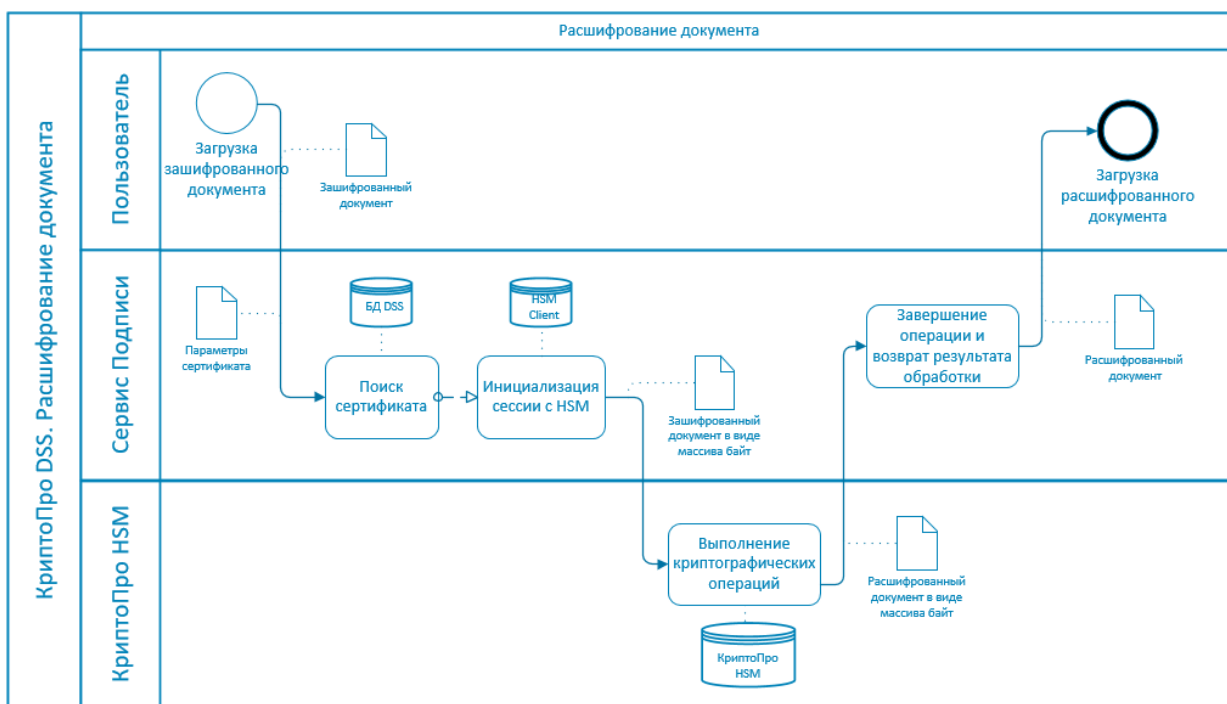 КриптоПро DSS. Расшифрование документа
Расшифрование документа
Пользователь
Загрузка
зашифрованного
документа
Зашифрованный
документ
Загрузка
расшифрованного
документа
Сервис Подписи
Параметры
сертификата
БД DSS
Поиск
сертификата
HSM
Client
Инициализация
сессии с HSM
Зашифрованный
документ в виде
массива байт
Завершение
операции и
возврат результата
обработки
Расшифрованный
документ
КриптоПро HSM
Выполнение
криптографических
операций
КриптоПро
HSM
Расшифрованный
документ в виде
массива байт